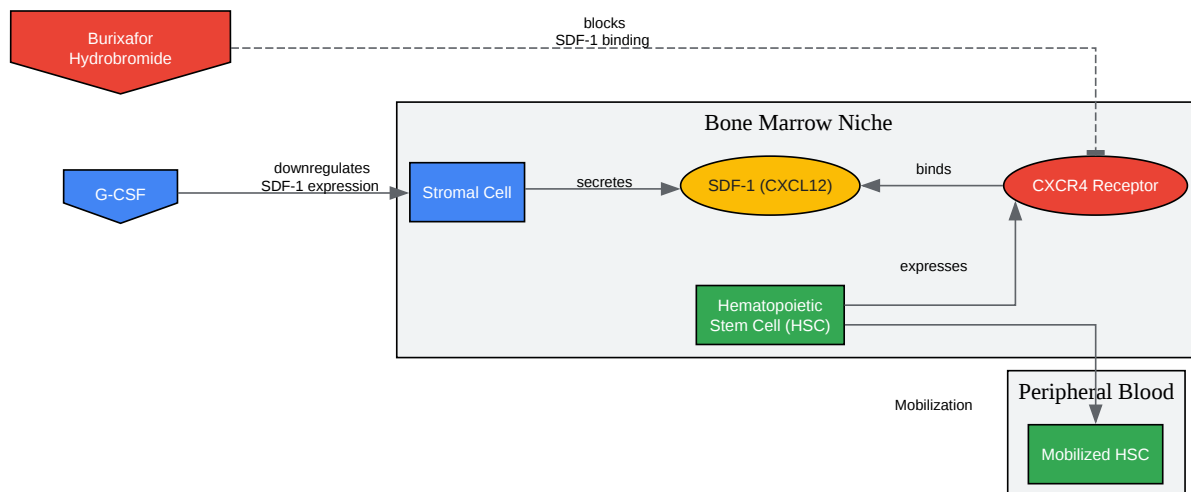 blocks
SDF-1 binding
Burixafor
Hydrobromide
Bone Marrow Niche
downregulates
SDF-1 expression
G-CSF
Stromal Cell
secretes
SDF-1 (CXCL12)
binds
CXCR4 Receptor
expresses
Hematopoietic
Stem Cell (HSC)
Peripheral Blood
Mobilization
Mobilized HSC